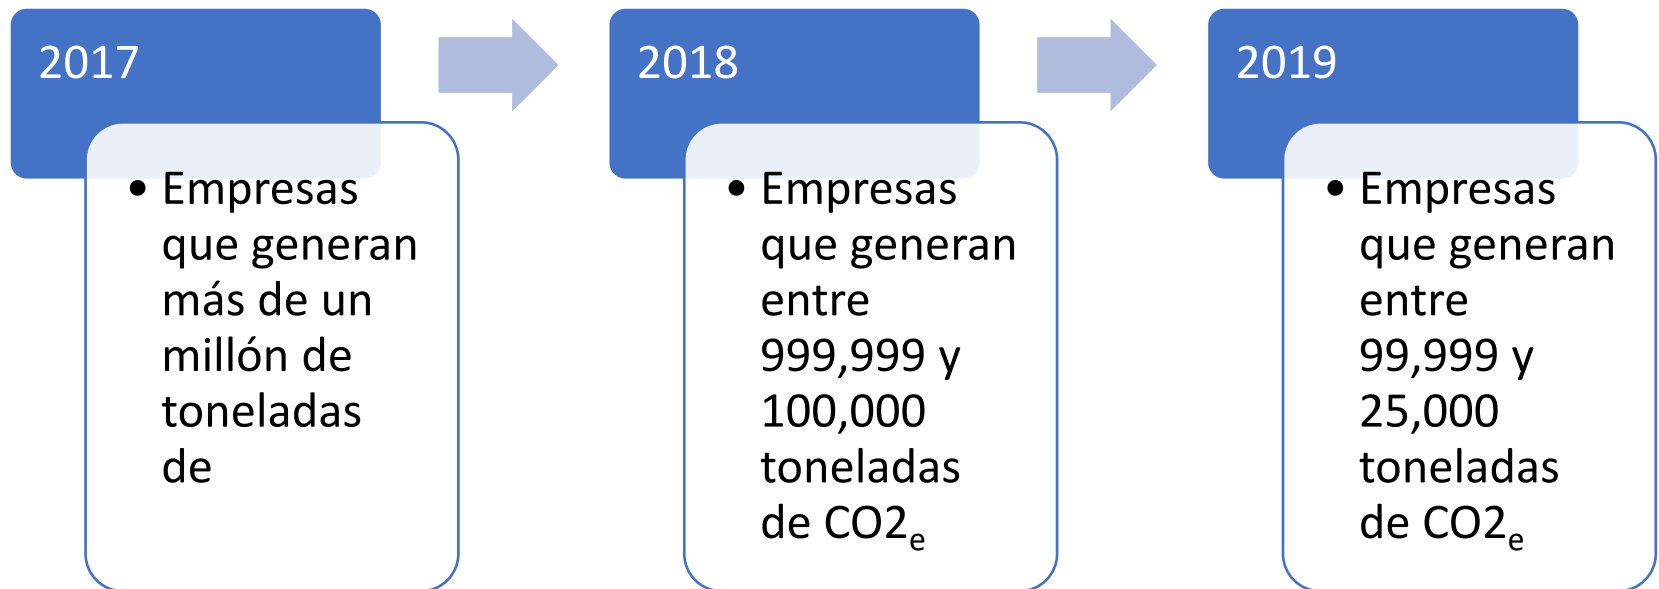 2017
• Empresas
que generan
más de un
millón de
toneladas
de
2018
• Empresas
que generan
entre
999,999 y
100,000
toneladas
de CO2e
2019
• Empresas
que generan
entre
99,999 y
25,000
toneladas
de CO2e